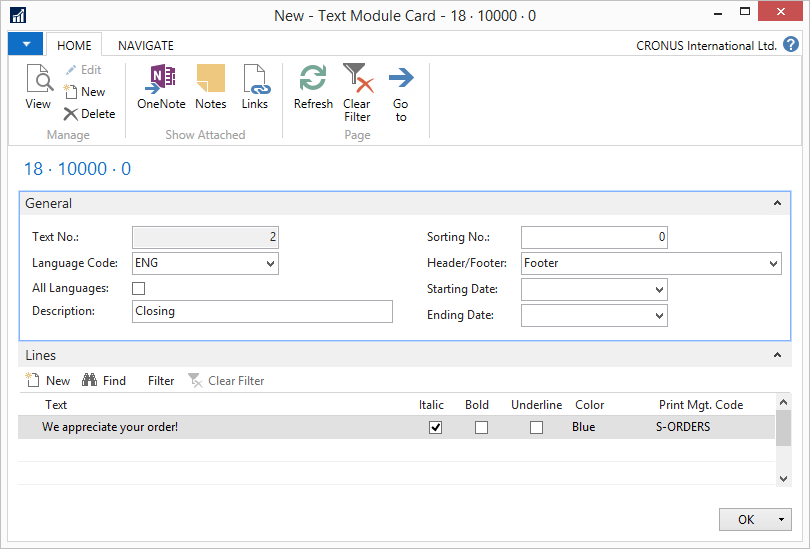 New - Text Module Card - 18 · 10000 · 0
HOME
NAVIGATE
CRONUS International Ltd.
View
Edit
New
Delete
Manage
OneNote
Notes
Links
Show Attached
Refresh
Clear Filter
Go to
Page
18 · 10000 · 0
General
Text No.: 2
Sorting No.: 0
Language Code: ENG
Header/Footer: Footer
All Languages:
Starting Date:
Description: Closing
Ending Date:
Lines
New Find Filter Clear Filter
Text Italic Bold Underline Color Print Mgt. Code
We appreciate your order! Blue S-ORDERS
OK